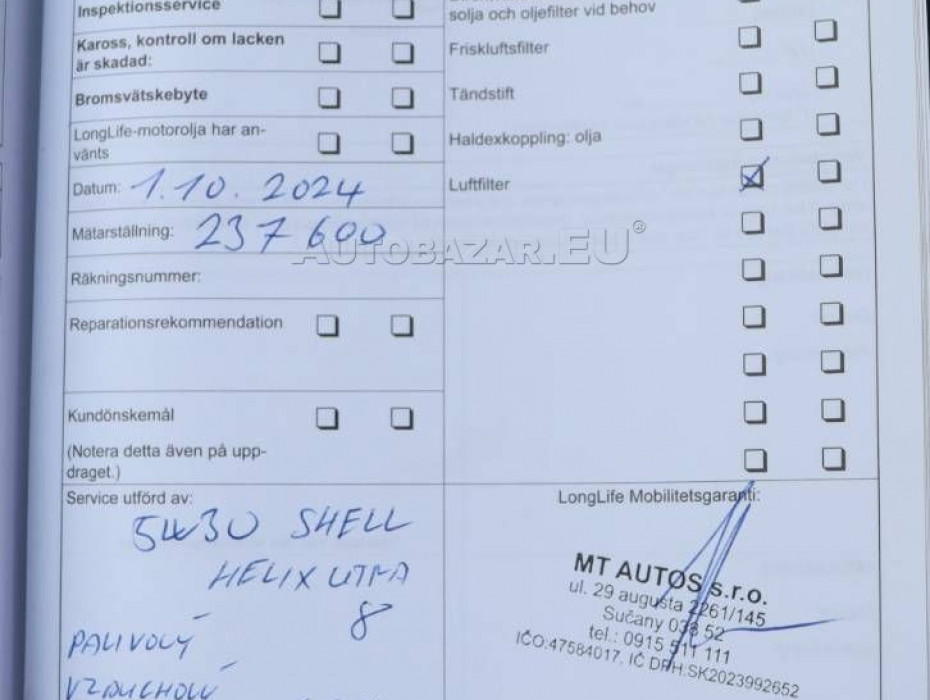 Inspektionsservice
Kaross, kontroll om lacken
är skadad:
Bromsvätskebyte
LongLife-motorolja har an-
vänts
Datum: 1.10.2024
Mätarställning: 237 600
Räkningsnummer:
Reparationsrekommendation
Kundönskemål
(Notera detta även på upp-
draget.)
solja och oljefilter vid behov
Friskluftsfilter
Tändstift
Haldexkoppling: olja
Luftfilter
AUTOBAZAR.EU®
Service utförd av:
5W30 SHELL
HELIX ULTRA
8
PALIVOVÝ
VZDUCHOVÝ
LongLife Mobilitetsgaranti:
MT AUTOS s.r.o.
ul. 29 augusta 2261/145
Sučany 038 52
tel.: 0915 511 111
IČO:47584017, IČ DPH:SK2023992652